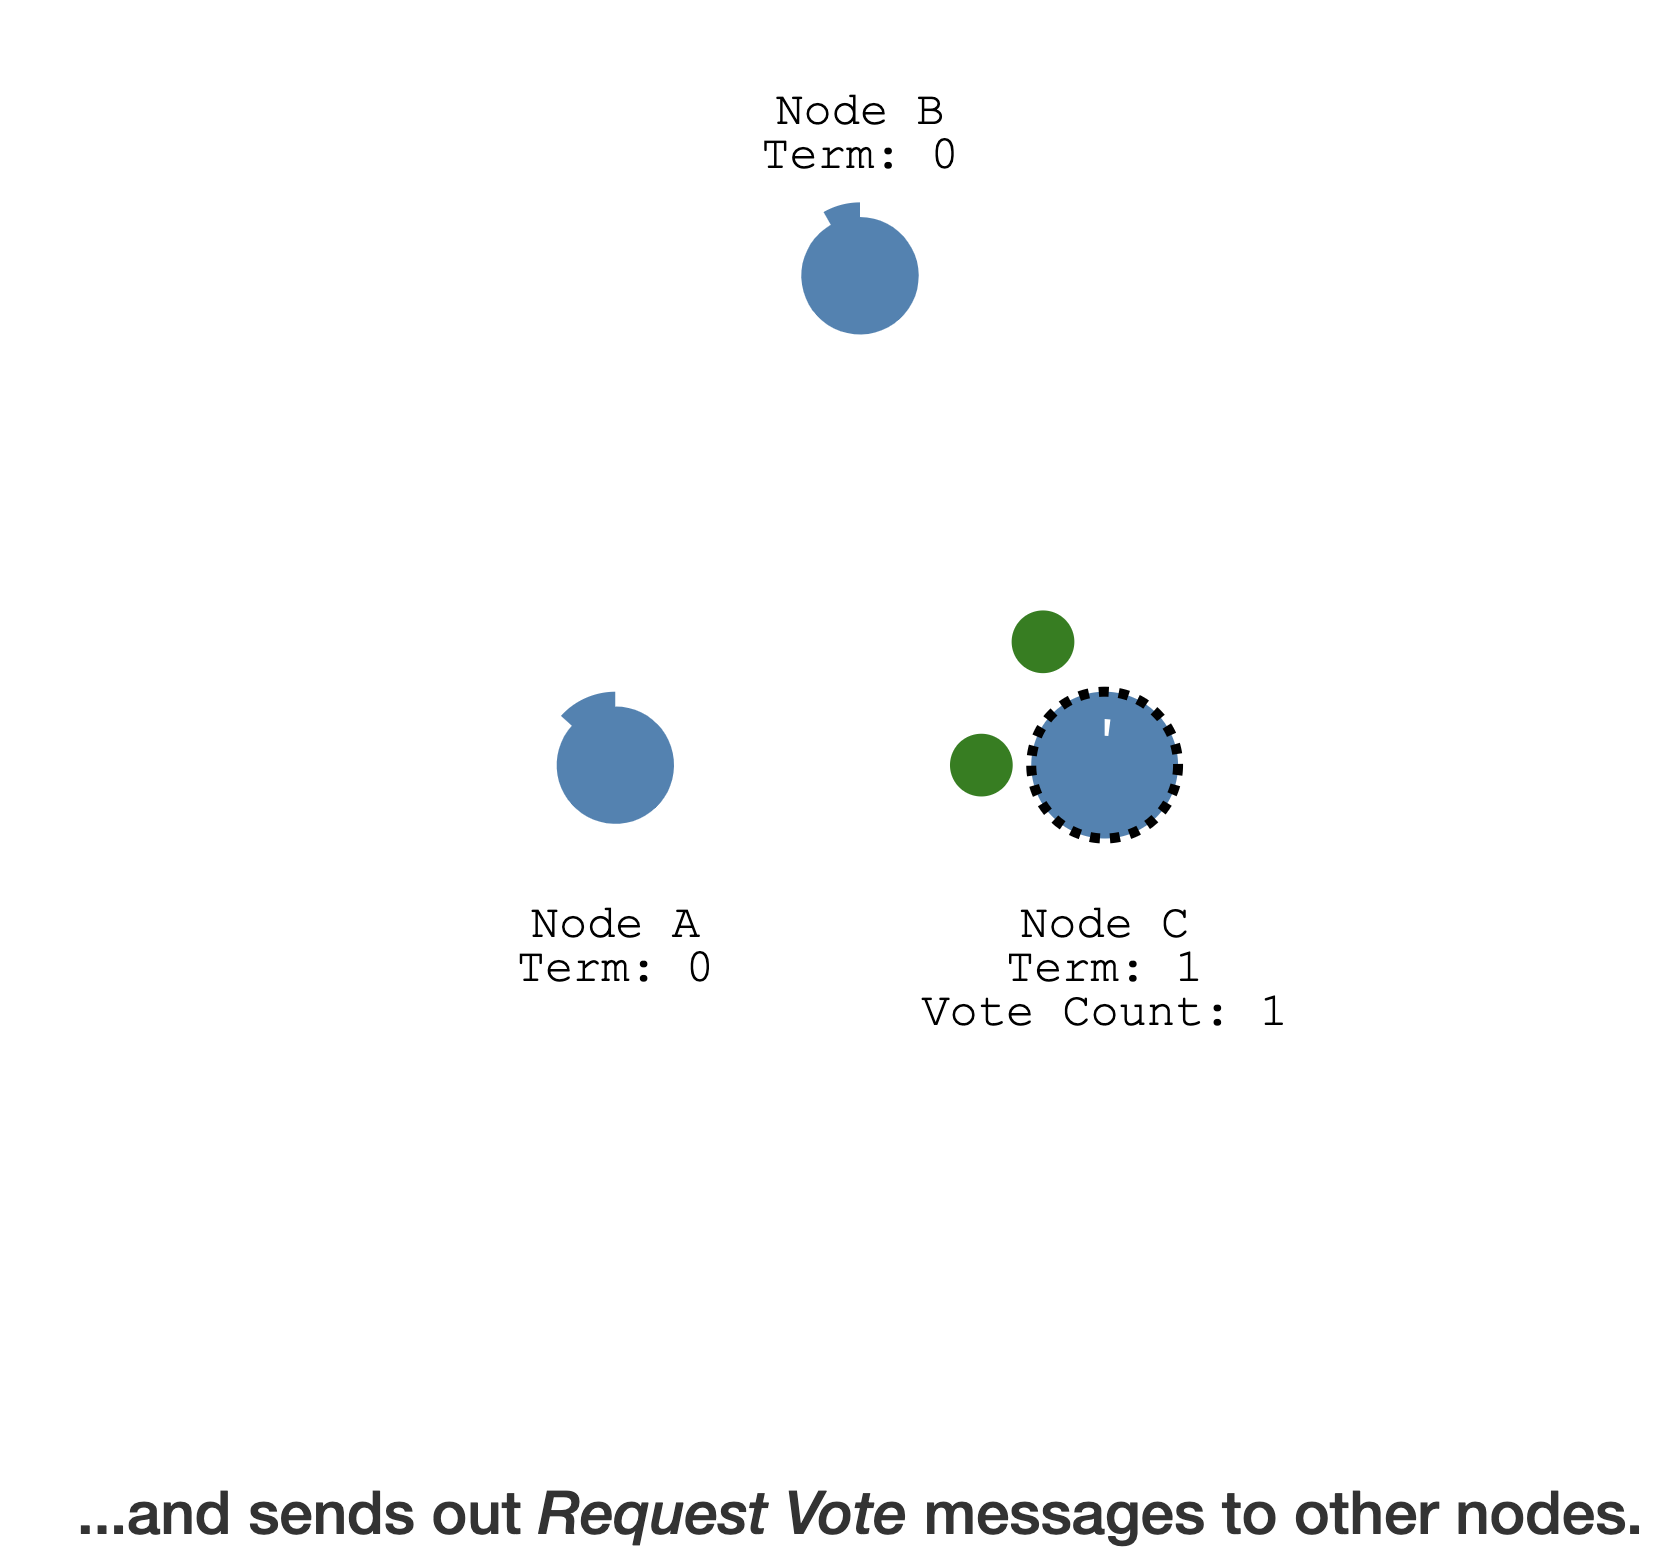 Node B
Term: 0
Node A
Term: 0
Node C
Term: 1
Vote Count: 1
...and sends out Request Vote messages to other nodes.